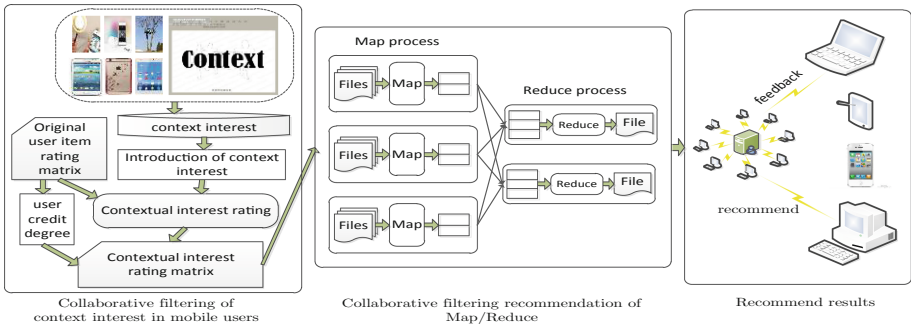 Context
context interest
Original
user item
rating
matrix
Introduction of context
interest
user
credit
degree
Contextual interest rating
Contextual interest
rating matrix
Collaborative filtering of
context interest in mobile users
Map process
Files
Map
Files
Map
Files
Map
Reduce process
Reduce
File
Reduce
File
Collaborative filtering recommendation of
Map/Reduce
feedback
recommend
Recommend results